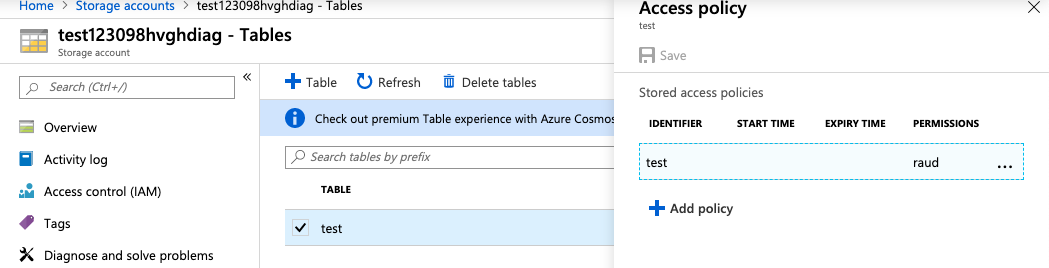 Home > Storage accounts > test123098hvghdiag - Tables
test123098hvghdiag - Tables
Storage account
Search (Ctrl+/)
Overview
Activity log
Access control (IAM)
Tags
Diagnose and solve problems
Table Refresh Delete tables
Check out premium Table experience with Azure Cosmos
Search tables by prefix
TABLE
test
Access policy
test
Save
Stored access policies
IDENTIFIER START TIME EXPIRY TIME PERMISSIONS
test raud ...
Add policy